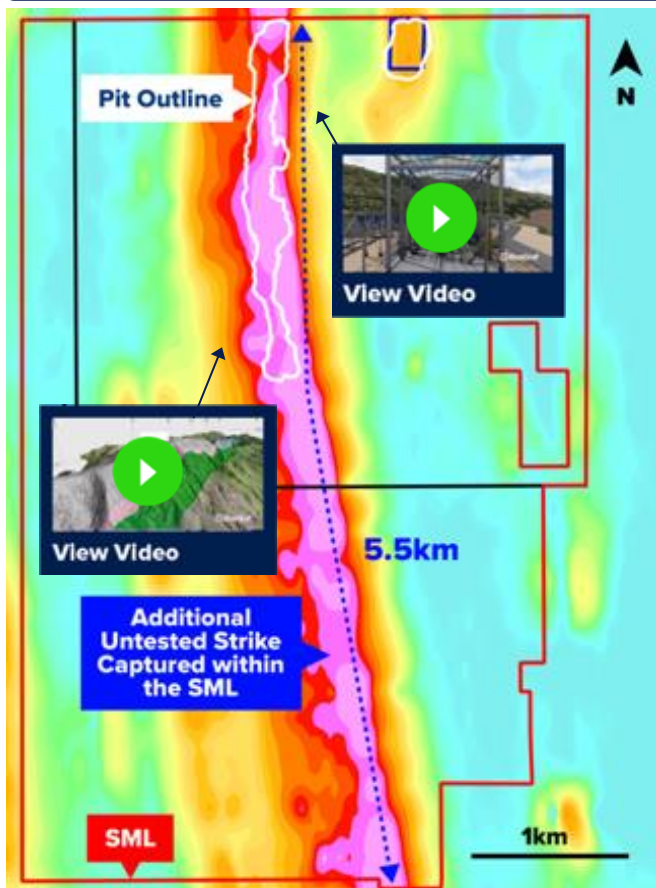 Pit Outline
N
View Video
View Video
5.5km
Additional
Untested Strike
Captured within
the SML
SML
1km